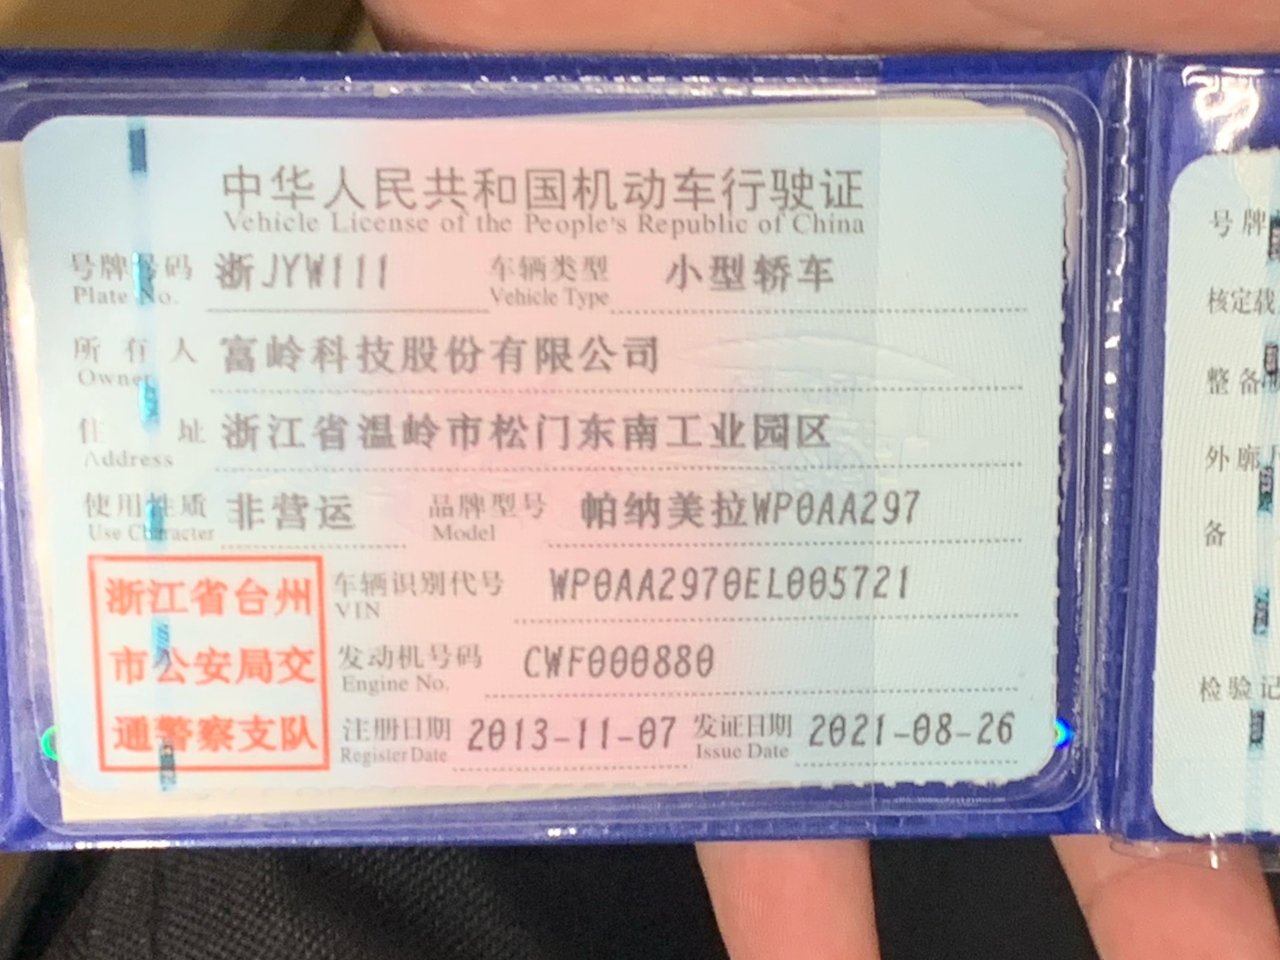 中华人民共和国机动车行驶证
Vehicle License of the People's Republic of China
号牌号码 浙JYW111 车辆类型 小型轿车
Plate No. Vehicle Type
所有人 富岭科技股份有限公司
Owner
住址 浙江省温岭市松门东南工业园区
Address
使用性质 非营运 品牌型号 帕纳美拉WP0AA297
Use Character Model
浙江省台州
市公安局交
通警察支队
车辆识别代号 WP0AA2970EL005721
VIN
发动机号码 CWF000880
Engine No.
注册日期 2013-11-07 发证日期 2021-08-26
Register Date Issue Date
号牌
核定载
整备
外廓
备
检验记